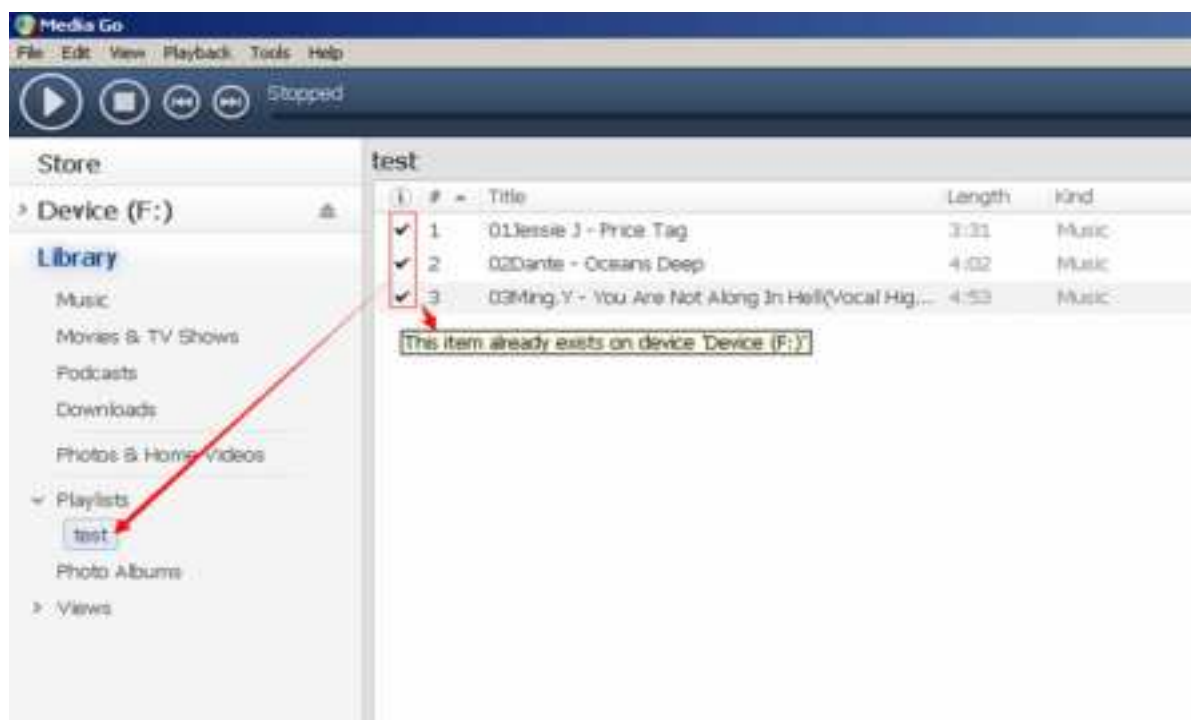 Media Go
File Edit View Playback Tools Help
Stopped
Store
Device (F:)
Library
Music
Movies & TV Shows
Podcasts
Downloads
Photos & Home Videos
Playlists
test
Photo Albums
Views
test
# Title Length Kind
1 01Jessie J - Price Tag 3:31 Music
2 02Dante - Oceans Deep 4:02 Music
3 03Ming.Y - You Are Not Along In Hell(Vocal Hig... 4:53 Music
This item already exists on device 'Device (F:)'